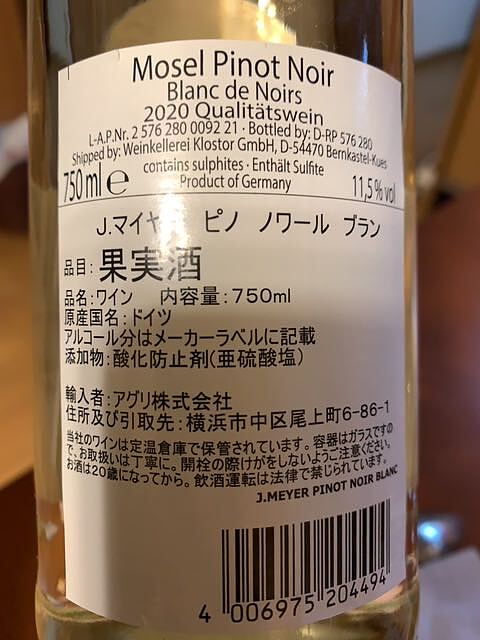 Mosel Pinot Noir
Blanc de Noirs
2020 Qualitätswein
L-A.P.Nr. 2 576 280 0092 21 · Bottled by: D-RP 576 280
Shipped by: Weinkellerei Klostor GmbH, D-54470 Bernkastel-Kues
contains sulphites · Enthält Sulfite
750 ml e Product of Germany 11,5 % vol
J.マイヤー ピノ ノワール ブラン
品目:果実酒
品名:ワイン 内容量:750ml
原産国名:ドイツ
アルコール分はメーカーラベルに記載
添加物:酸化防止剤(亜硫酸塩)
輸入者:アグリ株式会社
住所及び引取先:横浜市中区尾上町6-86-1
当社のワインは定温倉庫で保管されています。容器はガラスですの
で、お取扱いは丁寧に。開栓の際けがをしないようご注意ください。
お酒は20歳になってから。飲酒運転は法律で禁じられています。
J.MEYER PINOT NOIR BLANC
4 006975 204494